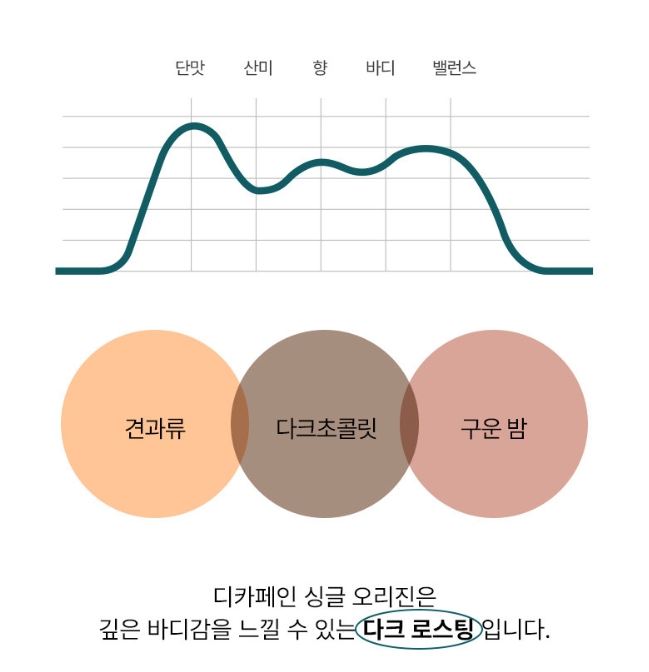 단맛 산미 향 바디 밸런스
견과류 다크초콜릿 구운 밤
디카페인 싱글 오리진은
깊은 바디감을 느낄 수 있는 다크 로스팅 입니다.